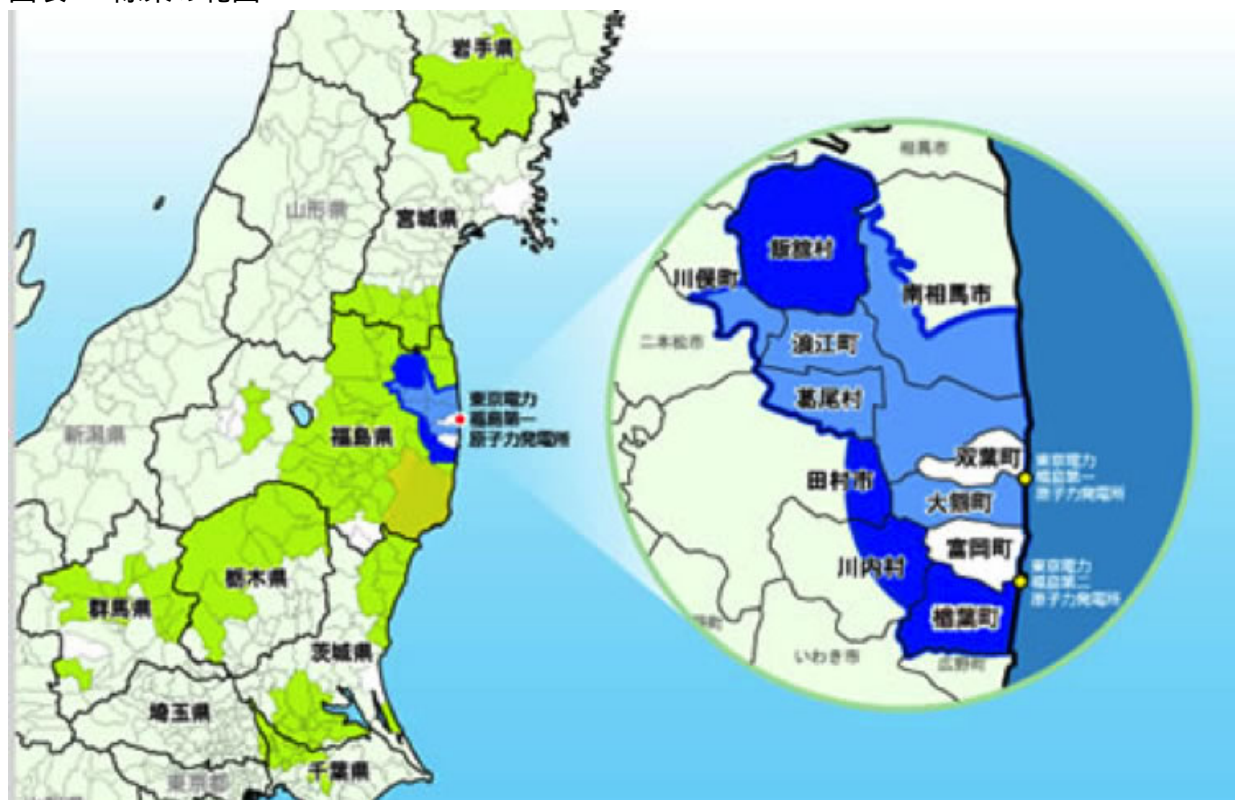 岩手県
山形県
宮城県
新潟県
福島県
東京電力
福島第一
原子力発電所
栃木県
群馬県
茨城県
埼玉県
千葉県
東京都
相馬市
飯舘村
川俣町
南相馬市
二本松市
浪江町
葛尾村
双葉町
東京電力
福島第一
原子力発電所
田村市
大熊町
富岡町
川内村
東京電力
福島第二
原子力発電所
楢葉町
いわき市
広野町